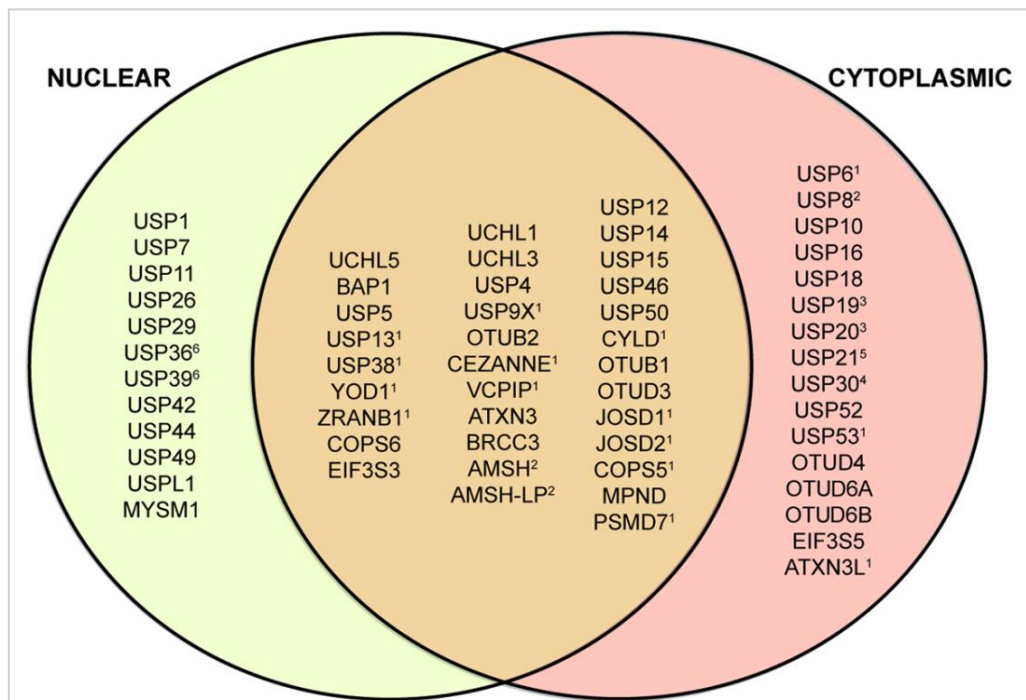 NUCLEAR
CYTOPLASMIC
USP1
USP7
USP11
USP26
USP29
USP36⁶
USP39⁶
USP42
USP44
USP49
USPL1
MYSM1
UCHL5
BAP1
USP5
USP13¹
USP38¹
YOD1¹
ZRANB1¹
COPS6
EIF3S3
UCHL1
UCHL3
USP4
USP9X¹
OTUB2
CEZANNE¹
VCPIP¹
ATXN3
BRCC3
AMSH²
AMSH-LP²
USP12
USP14
USP15
USP46
USP50
CYLD¹
OTUB1
OTUD3
JOSD1¹
JOSD2¹
COPS5¹
MPND
PSMD7¹
USP6¹
USP8²
USP10
USP16
USP18
USP19³
USP20³
USP21⁵
USP30⁴
USP52
USP53¹
OTUD4
OTUD6A
OTUD6B
EIF3S5
ATXN3L¹